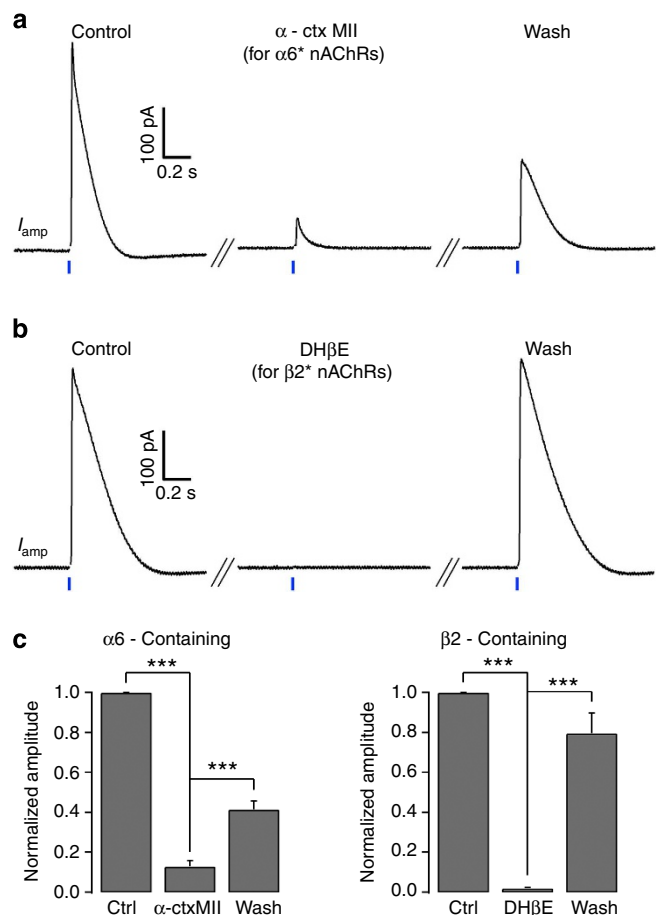 a
Control
α - ctx MII
(for α6* nAChRs)
Wash
100 pA
0.2 s
Iamp
b
Control
DHβE
(for β2* nAChRs)
Wash
100 pA
0.2 s
Iamp
c
α6 - Containing
***
***
Normalized amplitude
1.0
0.8
0.6
0.4
0.2
0.0
Ctrl
α-ctxMII
Wash
β2 - Containing
***
***
Normalized amplitude
1.0
0.8
0.6
0.4
0.2
0.0
Ctrl
DHβE
Wash